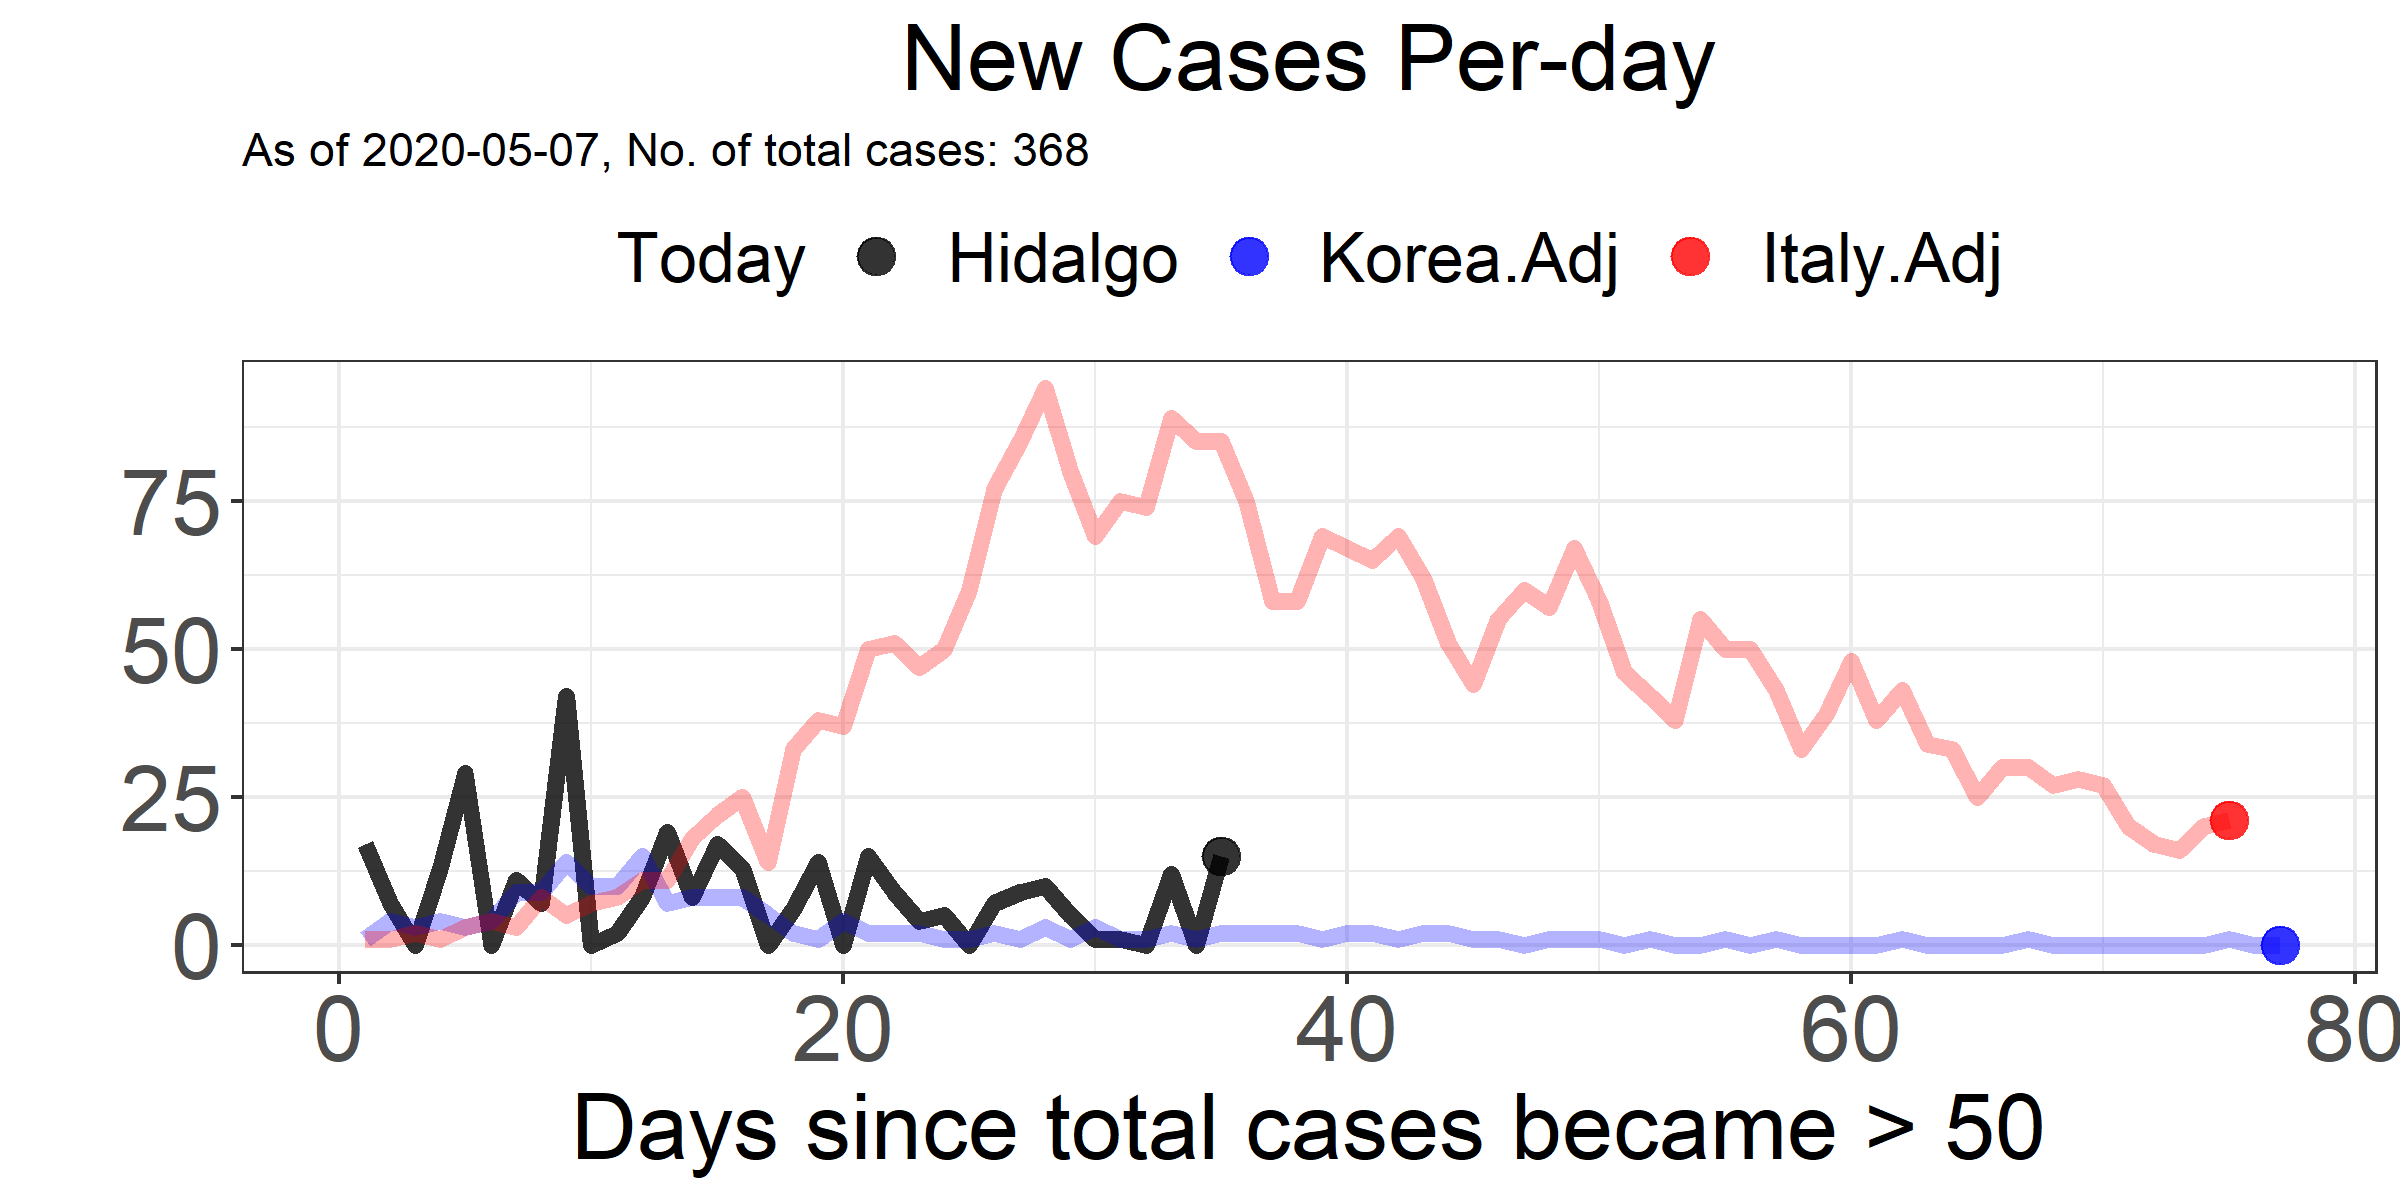 New Cases Per-day
As of 2020-05-07, No. of total cases: 368
Today Hidalgo Korea.Adj Italy.Adj
75
50
25
0
0 20 40 60 80
Days since total cases became > 50